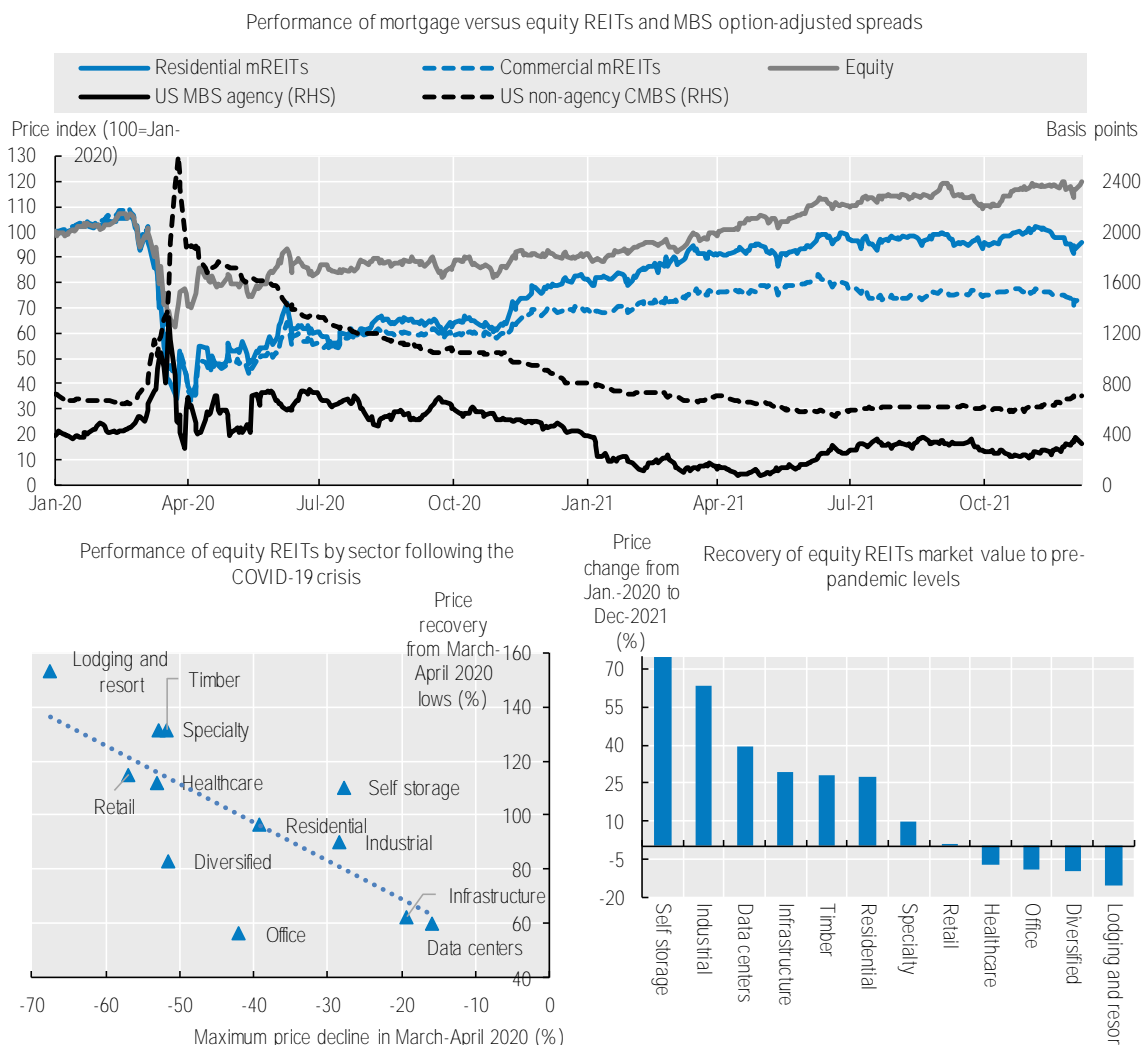 Performance of mortgage versus equity REITs and MBS option-adjusted spreads
Residential mREITs
Commercial mREITs
Equity
US MBS agency (RHS)
US non-agency CMBS (RHS)
Price index (100=Jan-
2020)
Basis points
130
120
110
100
90
80
70
60
50
40
30
20
10
0
2400
2000
1600
1200
800
400
0
Jan-20
Apr-20
Jul-20
Oct-20
Jan-21
Apr-21
Jul-21
Oct-21
Performance of equity REITs by sector following the
COVID-19 crisis
Price
recovery
from March-
April 2020
lows (%)
160
140
120
100
80
60
40
Lodging and
resort
Timber
Specialty
Healthcare
Retail
Self storage
Residential
Industrial
Diversified
Infrastructure
Office
Data centers
-70
-60
-50
-40
-30
-20
-10
0
Maximum price decline in March-April 2020 (%)
Price
change from
Jan.-2020 to
Dec-2021
(%)
Recovery of equity REITs market value to pre-
pandemic levels
70
55
40
25
10
-5
-20
Self storage
Industrial
Data centers
Infrastructure
Timber
Residential
Specialty
Retail
Healthcare
Office
Diversified
Lodging and resor